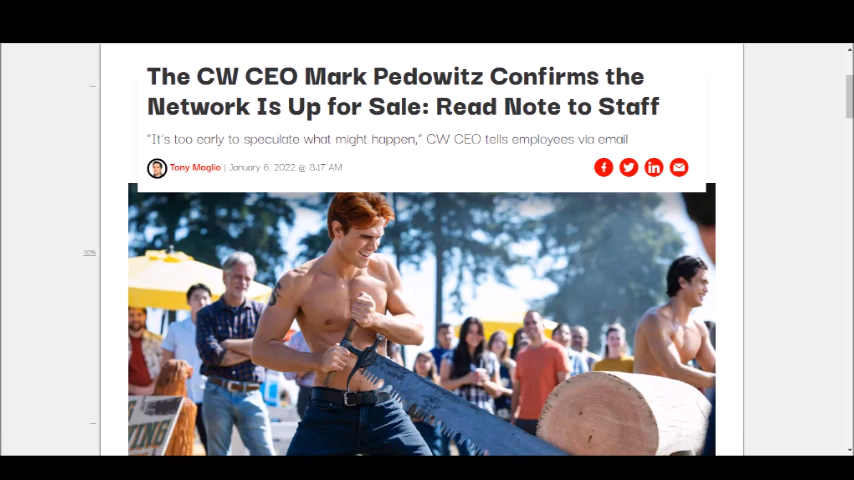 The CW CEO Mark Pedowitz Confirms the
Network Is Up for Sale: Read Note to Staff
“It’s too early to speculate what might happen,” CW CEO tells employees via email
Tony Maglio | January 6, 2022 @ 8:17 AM
10%